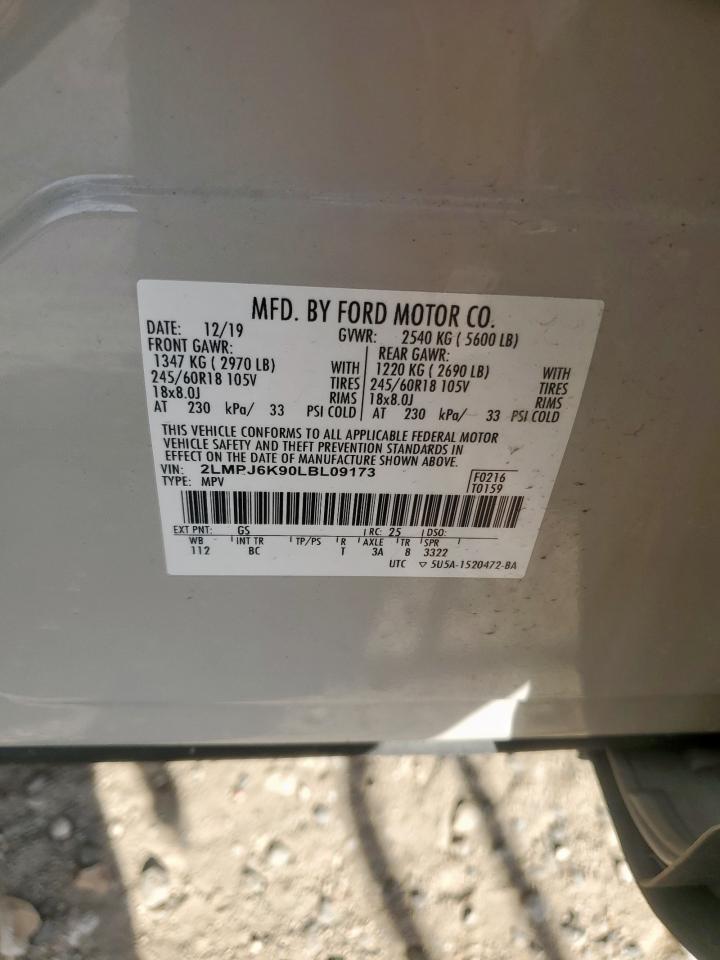 MFD. BY FORD MOTOR CO.
DATE: 12/19 GVWR: 2540 KG ( 5600 LB)
FRONT GAWR: REAR GAWR:
1347 KG ( 2970 LB) WITH 1220 KG ( 2690 LB) WITH
245/60R18 105V TIRES 245/60R18 105V TIRES
18x8.0J RIMS 18x8.0J RIMS
AT 230 kPa/ 33 PSI COLD AT 230 kPa/ 33 PSI COLD
THIS VEHICLE CONFORMS TO ALL APPLICABLE FEDERAL MOTOR
VEHICLE SAFETY AND THEFT PREVENTION STANDARDS IN
EFFECT ON THE DATE OF MANUFACTURE SHOWN ABOVE.
VIN: 2LMPJ6K90LBL09173 F0216
TYPE: MPV T0159
EXT PNT: GS RC: 25 DSO:
WB INT TR TP/PS R AXLE TR SPR
112 BC T 3A 8 3322
UTC ▽ 5U5A-1520472-BA